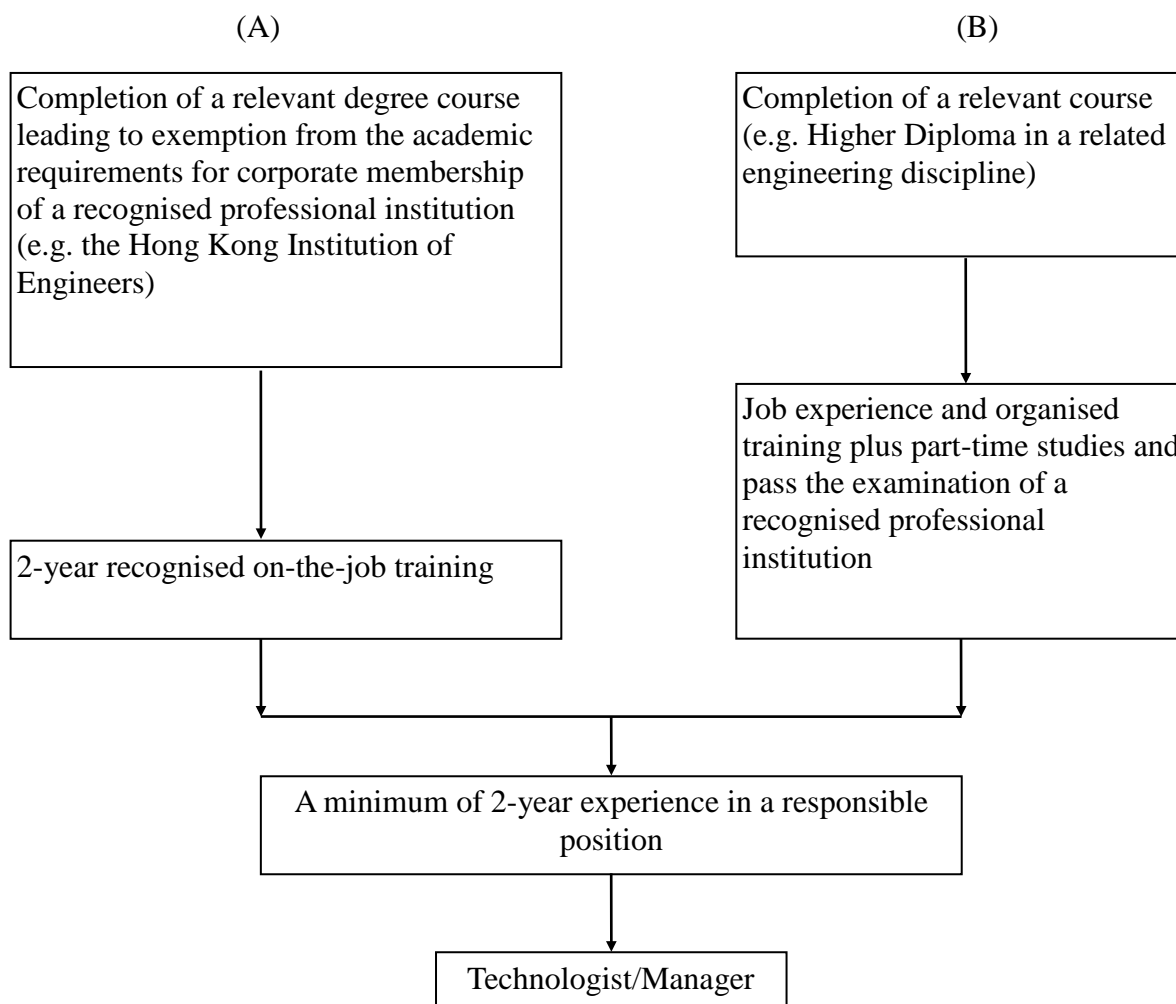 (A)
(B)
Completion of a relevant degree course
leading to exemption from the academic
requirements for corporate membership
of a recognised professional institution
(e.g. the Hong Kong Institution of
Engineers)
Completion of a relevant course
(e.g. Higher Diploma in a related
engineering discipline)
2-year recognised on-the-job training
Job experience and organised
training plus part-time studies and
pass the examination of a
recognised professional
institution
A minimum of 2-year experience in a responsible
position
Technologist/Manager